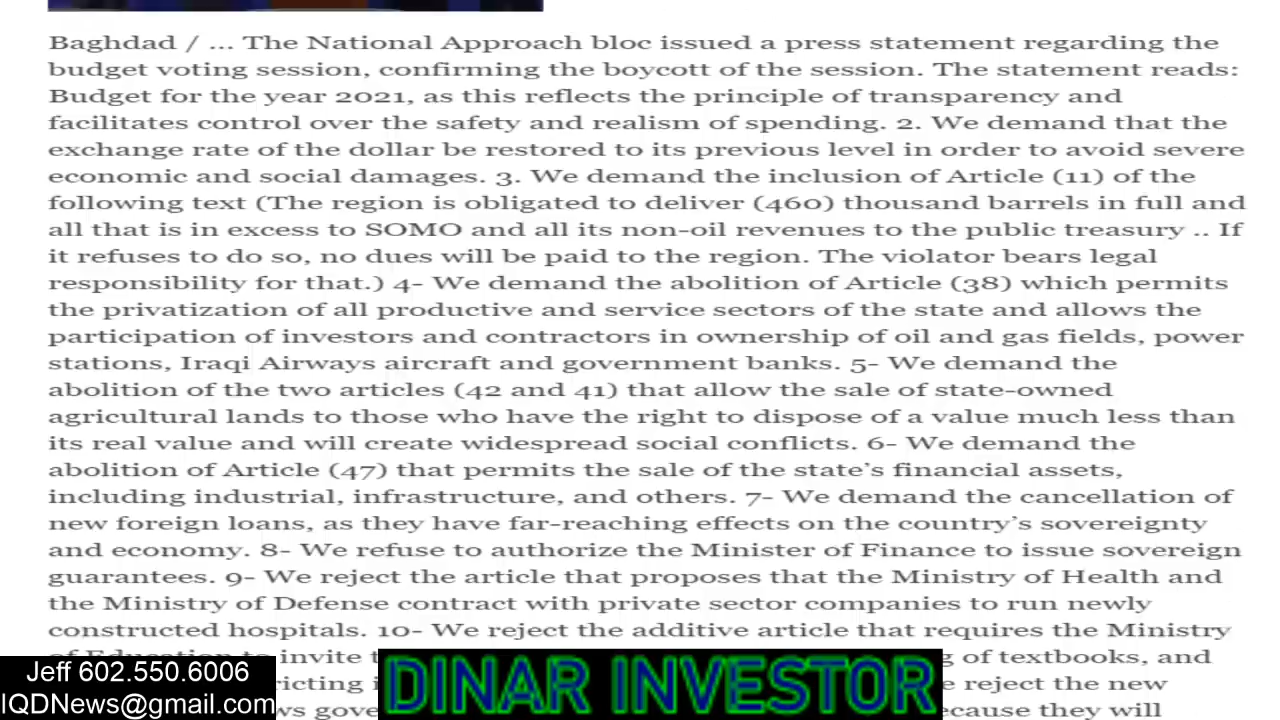 Baghdad / ... The National Approach bloc issued a press statement regarding the
budget voting session, confirming the boycott of the session. The statement reads:
Budget for the year 2021, as this reflects the principle of transparency and
facilitates control over the safety and realism of spending. 2. We demand that the
exchange rate of the dollar be restored to its previous level in order to avoid severe
economic and social damages. 3. We demand the inclusion of Article (11) of the
following text (The region is obligated to deliver (460) thousand barrels in full and
all that is in excess to SOMO and all its non-oil revenues to the public treasury .. If
it refuses to do so, no dues will be paid to the region. The violator bears legal
responsibility for that.) 4- We demand the abolition of Article (38) which permits
the privatization of all productive and service sectors of the state and allows the
participation of investors and contractors in ownership of oil and gas fields, power
stations, Iraqi Airways aircraft and government banks. 5- We demand the
abolition of the two articles (42 and 41) that allow the sale of state-owned
agricultural lands to those who have the right to dispose of a value much less than
its real value and will create widespread social conflicts. 6- We demand the
abolition of Article (47) that permits the sale of the state's financial assets,
including industrial, infrastructure, and others. 7- We demand the cancellation of
new foreign loans, as they have far-reaching effects on the country's sovereignty
and economy. 8- We refuse to authorize the Minister of Finance to issue sovereign
guarantees. 9- We reject the article that proposes that the Ministry of Health and
the Ministry of Defense contract with private sector companies to run newly
constructed hospitals. 10- We reject the additive article that requires the Ministry
of Education to invite of textbooks, and
reject the new
they will
Jeff 602.550.6006
IQDNews@gmail.com
DINAR INVESTOR